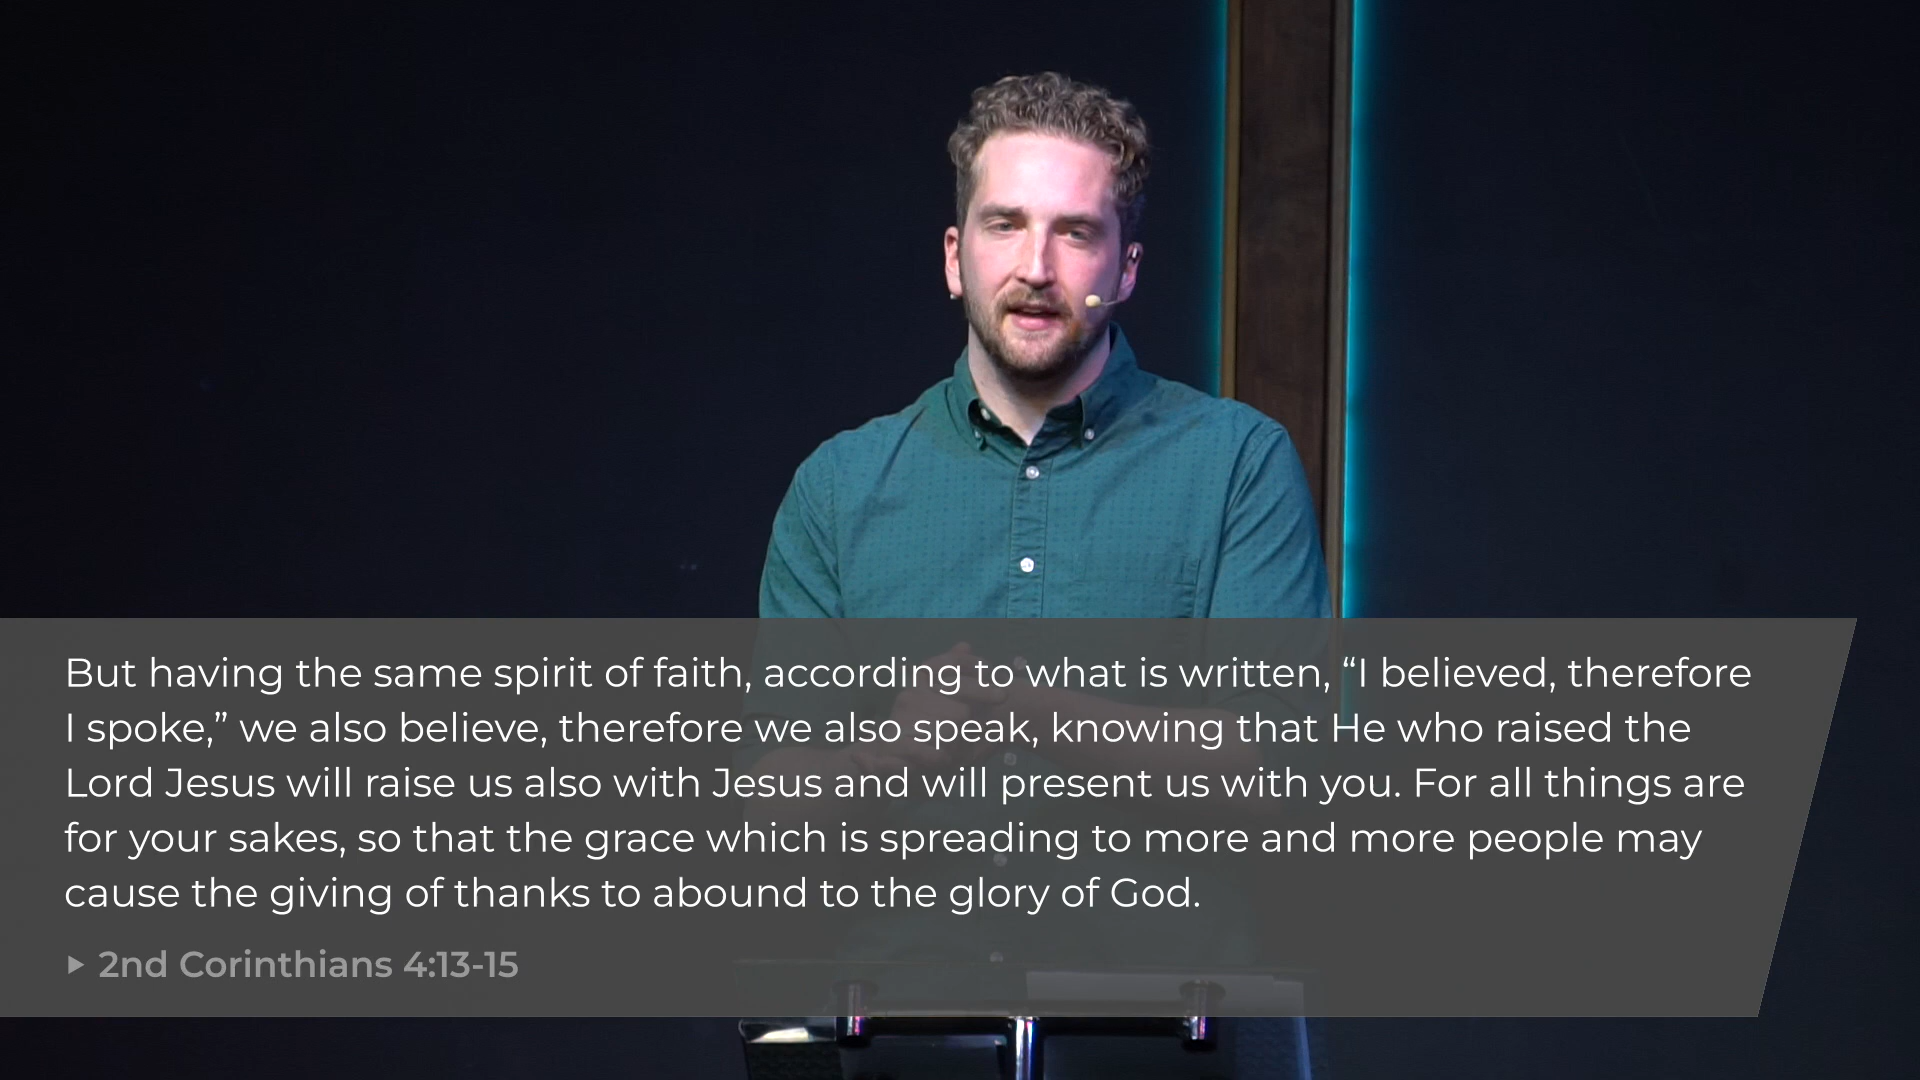 But having the same spirit of faith, according to what is written, “I believed, therefore
I spoke,” we also believe, therefore we also speak, knowing that He who raised the
Lord Jesus will raise us also with Jesus and will present us with you. For all things are
for your sakes, so that the grace which is spreading to more and more people may
cause the giving of thanks to abound to the glory of God.
2nd Corinthians 4:13-15